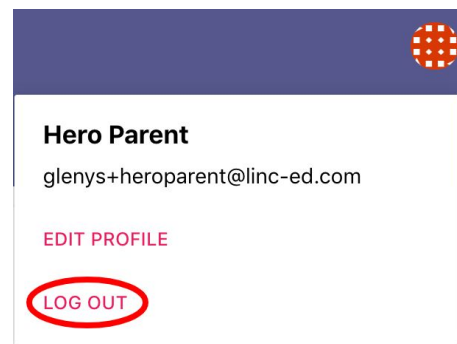 Hero Parent
glenys+heroparent@linc-ed.com
EDIT PROFILE
LOG OUT